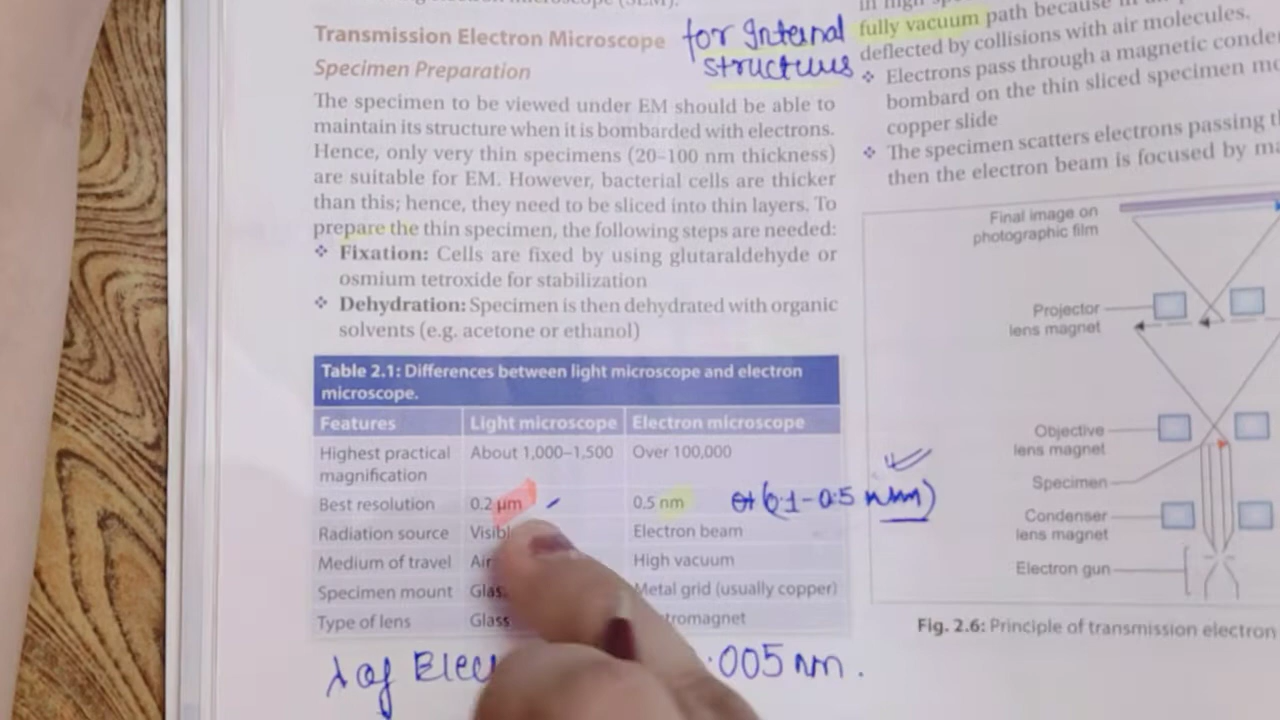 Transmission Electron Microscope
for Internal
structures
Specimen Preparation
The specimen to be viewed under EM should be able to
maintain its structure when it is bombarded with electrons.
Hence, only very thin specimens (20–100 nm thickness)
are suitable for EM. However, bacterial cells are thicker
than this; hence, they need to be sliced into thin layers. To
prepare the thin specimen, the following steps are needed:
❖ Fixation: Cells are fixed by using glutaraldehyde or
osmium tetroxide for stabilization
❖ Dehydration: Specimen is then dehydrated with organic
solvents (e.g. acetone or ethanol)
Table 2.1: Differences between light microscope and electron
microscope.
Features Light microscope Electron microscope
Highest practical About 1,000–1,500 Over 100,000
magnification
Best resolution 0.2 µm 0.5 nm (0.1-0.5 nm)
Radiation source Electron beam
Medium of travel Air High vacuum
Specimen mount Metal grid (usually copper)
Type of lens Glass
λ of .005 nm.
fully vacuum path because in
deflected by collisions with air molecules.
❖ Electrons pass through a magnetic
bombard on the thin sliced specimen
copper slide
❖ The specimen scatters electrons passing
then the electron beam is focused by
Final image on
photographic film
Projector
lens magnet
Objective
lens magnet
Specimen
Condenser
lens magnet
Electron gun
Fig. 2.6: Principle of transmission electron